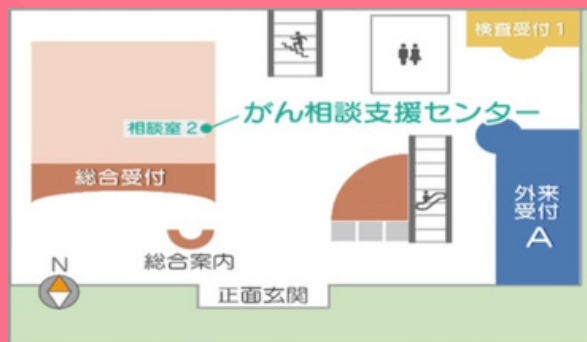 検査受付1
がん相談支援センター
相談室2
総合受付
外来
受付
A
総合案内
N
正面玄関